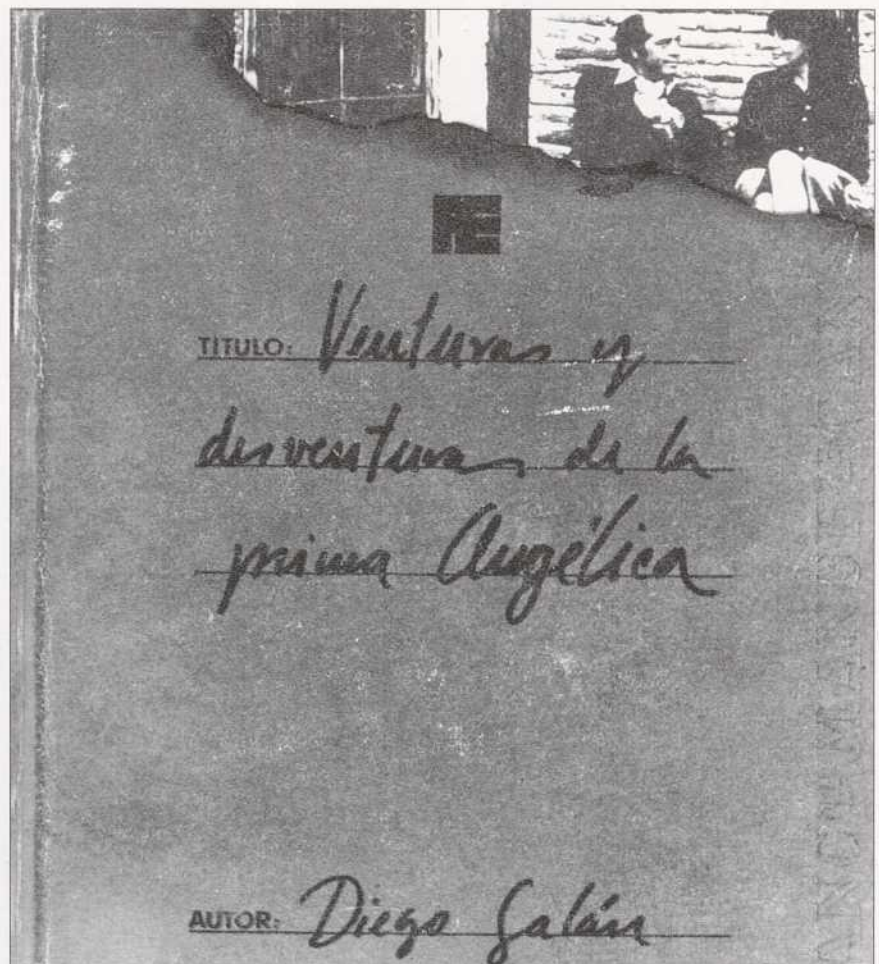 TITULO: Venturas y
desventuras de la
prima Angélica
AUTOR: Diego Galán